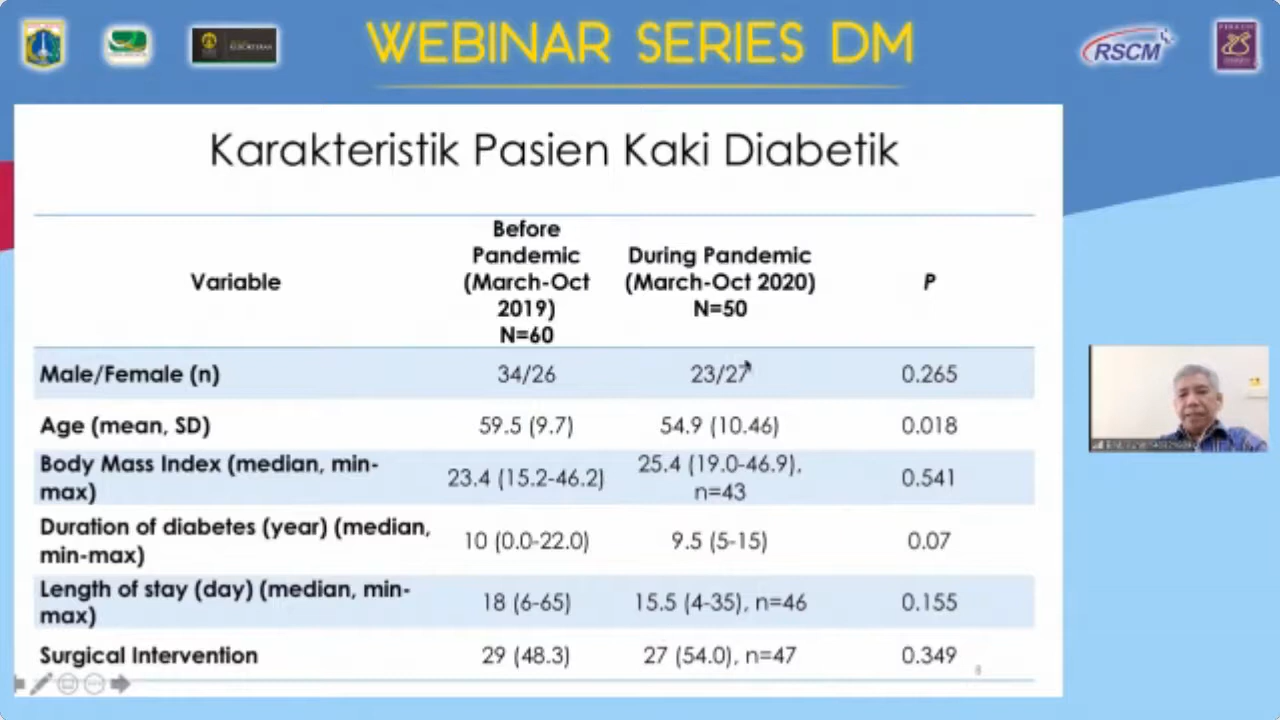 WEBINAR SERIES DM
RSCM
Karakteristik Pasien Kaki Diabetik
Variable
Before
Pandemic
(March-Oct
2019)
N=60
During Pandemic
(March-Oct 2020)
N=50
P
Male/Female (n) 34/26 23/27 0.265
Age (mean, SD) 59.5 (9.7) 54.9 (10.46) 0.018
Body Mass Index (median, min-
max)
23.4 (15.2-46.2)
25.4 (19.0-46.9),
n=43
0.541
Duration of diabetes (year) (median,
min-max)
10 (0.0-22.0) 9.5 (5-15) 0.07
Length of stay (day) (median, min-
max)
18 (6-65) 15.5 (4-35), n=46 0.155
Surgical Intervention 29 (48.3) 27 (54.0), n=47 0.349
8